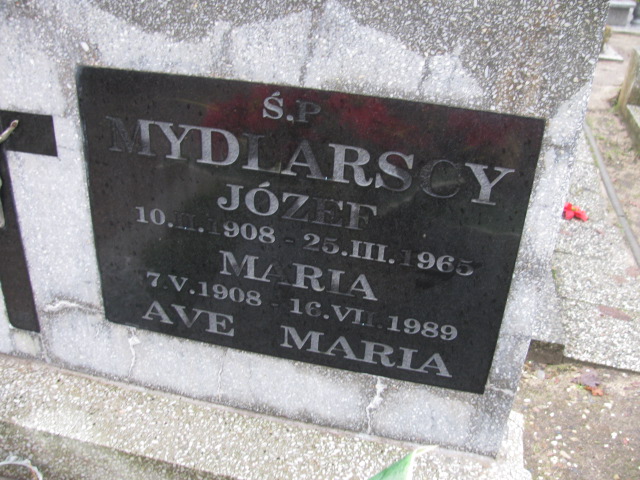 Ś.P
MYDLARSCY
JÓZEF
10.II.1908 - 25.III.1965
MARIA
7.V.1908 - 16.VII.1989
AVE MARIA